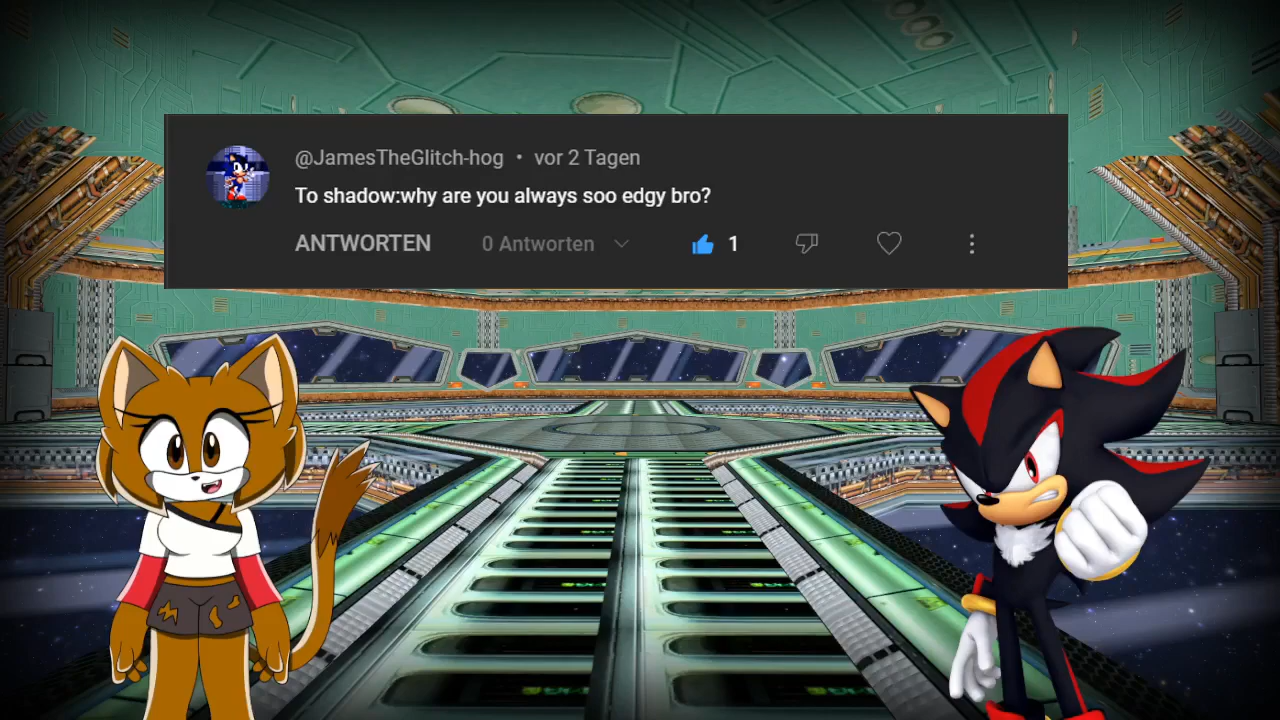 @JamesTheGlitch-hog • vor 2 Tagen
To shadow:why are you always soo edgy bro?
ANTWORTEN 0 Antworten 1